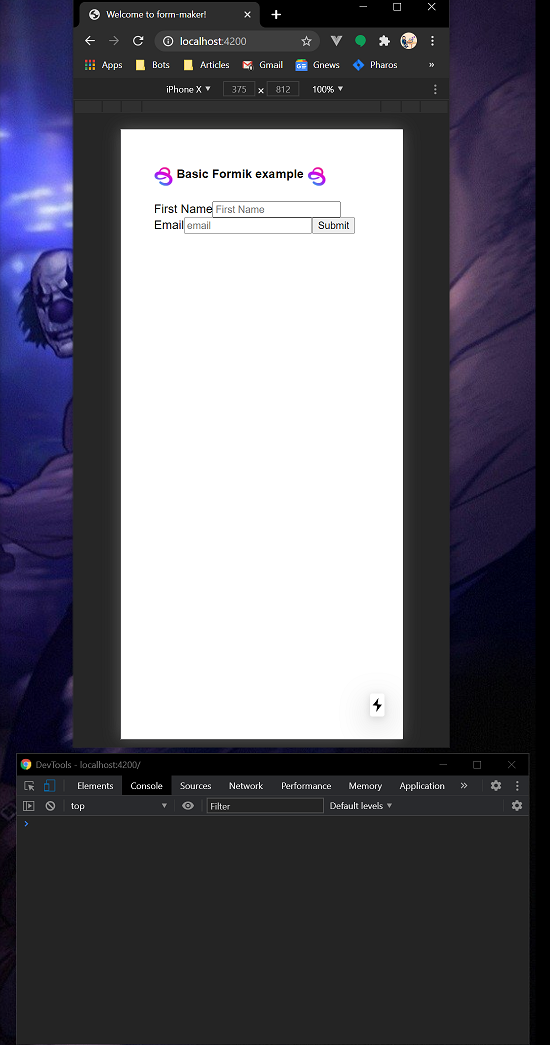 Welcome to form-maker!
localhost:4200
Apps Bots Articles Gmail Gnews Pharos »
iPhone X 375 × 812 100%
Basic Formik example
First Name First Name
Email email Submit
DevTools - localhost:4200/
Elements Console Sources Network Performance Memory Application »
top Filter Default levels